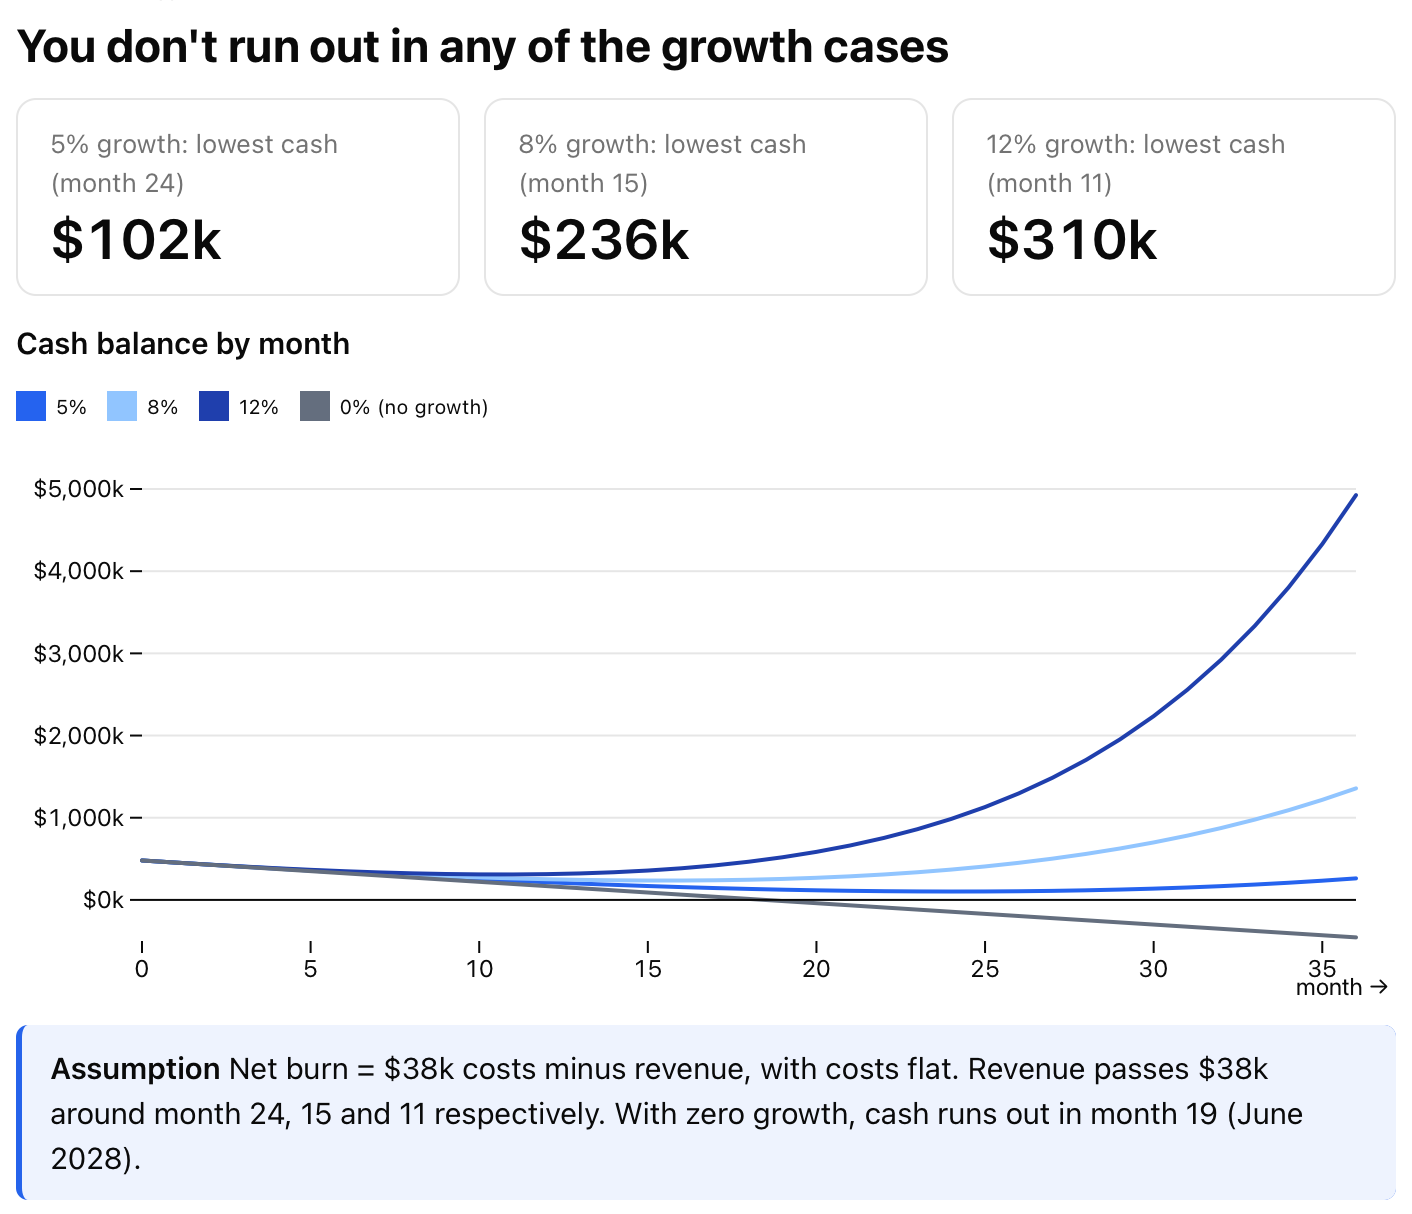 You don't run out in any of the growth cases
5% growth: lowest cash
(month 24)
$102k
8% growth: lowest cash
(month 15)
$236k
12% growth: lowest cash
(month 11)
$310k
Cash balance by month
5% 8% 12% 0% (no growth)
$5,000k
$4,000k
$3,000k
$2,000k
$1,000k
$0k
0 5 10 15 20 25 30 35
month →
Assumption Net burn = $38k costs minus revenue, with costs flat. Revenue passes $38k
around month 24, 15 and 11 respectively. With zero growth, cash runs out in month 19 (June
2028).